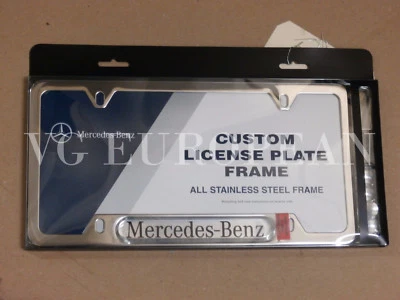 Mercedes-Benz
CUSTOM
LICENSE PLATE
FRAME
ALL STAINLESS STEEL FRAME
VG EUROPEAN
Mercedes-Benz